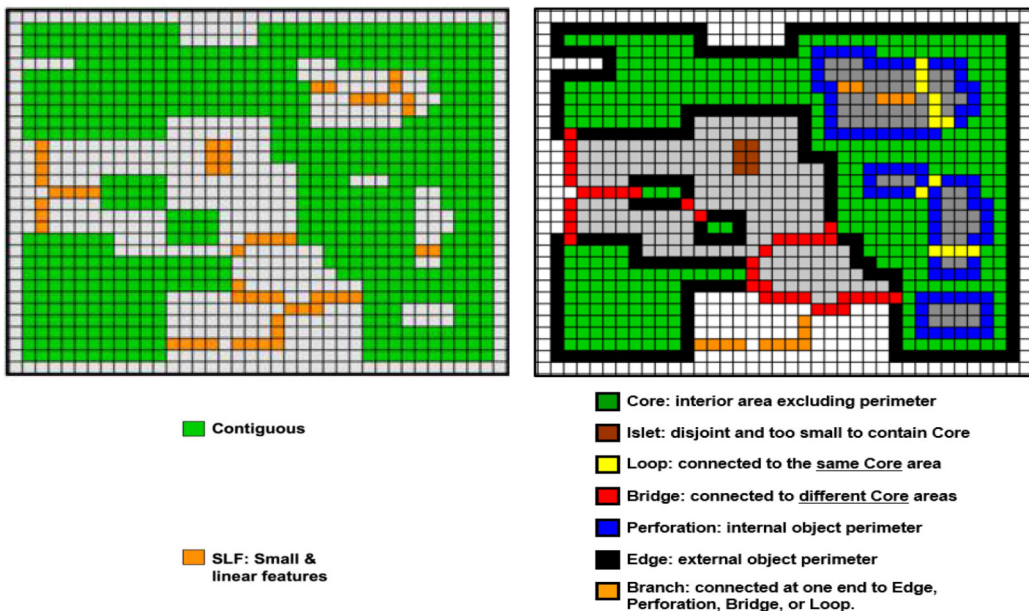 Contiguous
SLF: Small &
linear features
Core: interior area excluding perimeter
Islet: disjoint and too small to contain Core
Loop: connected to the same Core area
Bridge: connected to different Core areas
Perforation: internal object perimeter
Edge: external object perimeter
Branch: connected at one end to Edge,
Perforation, Bridge, or Loop.